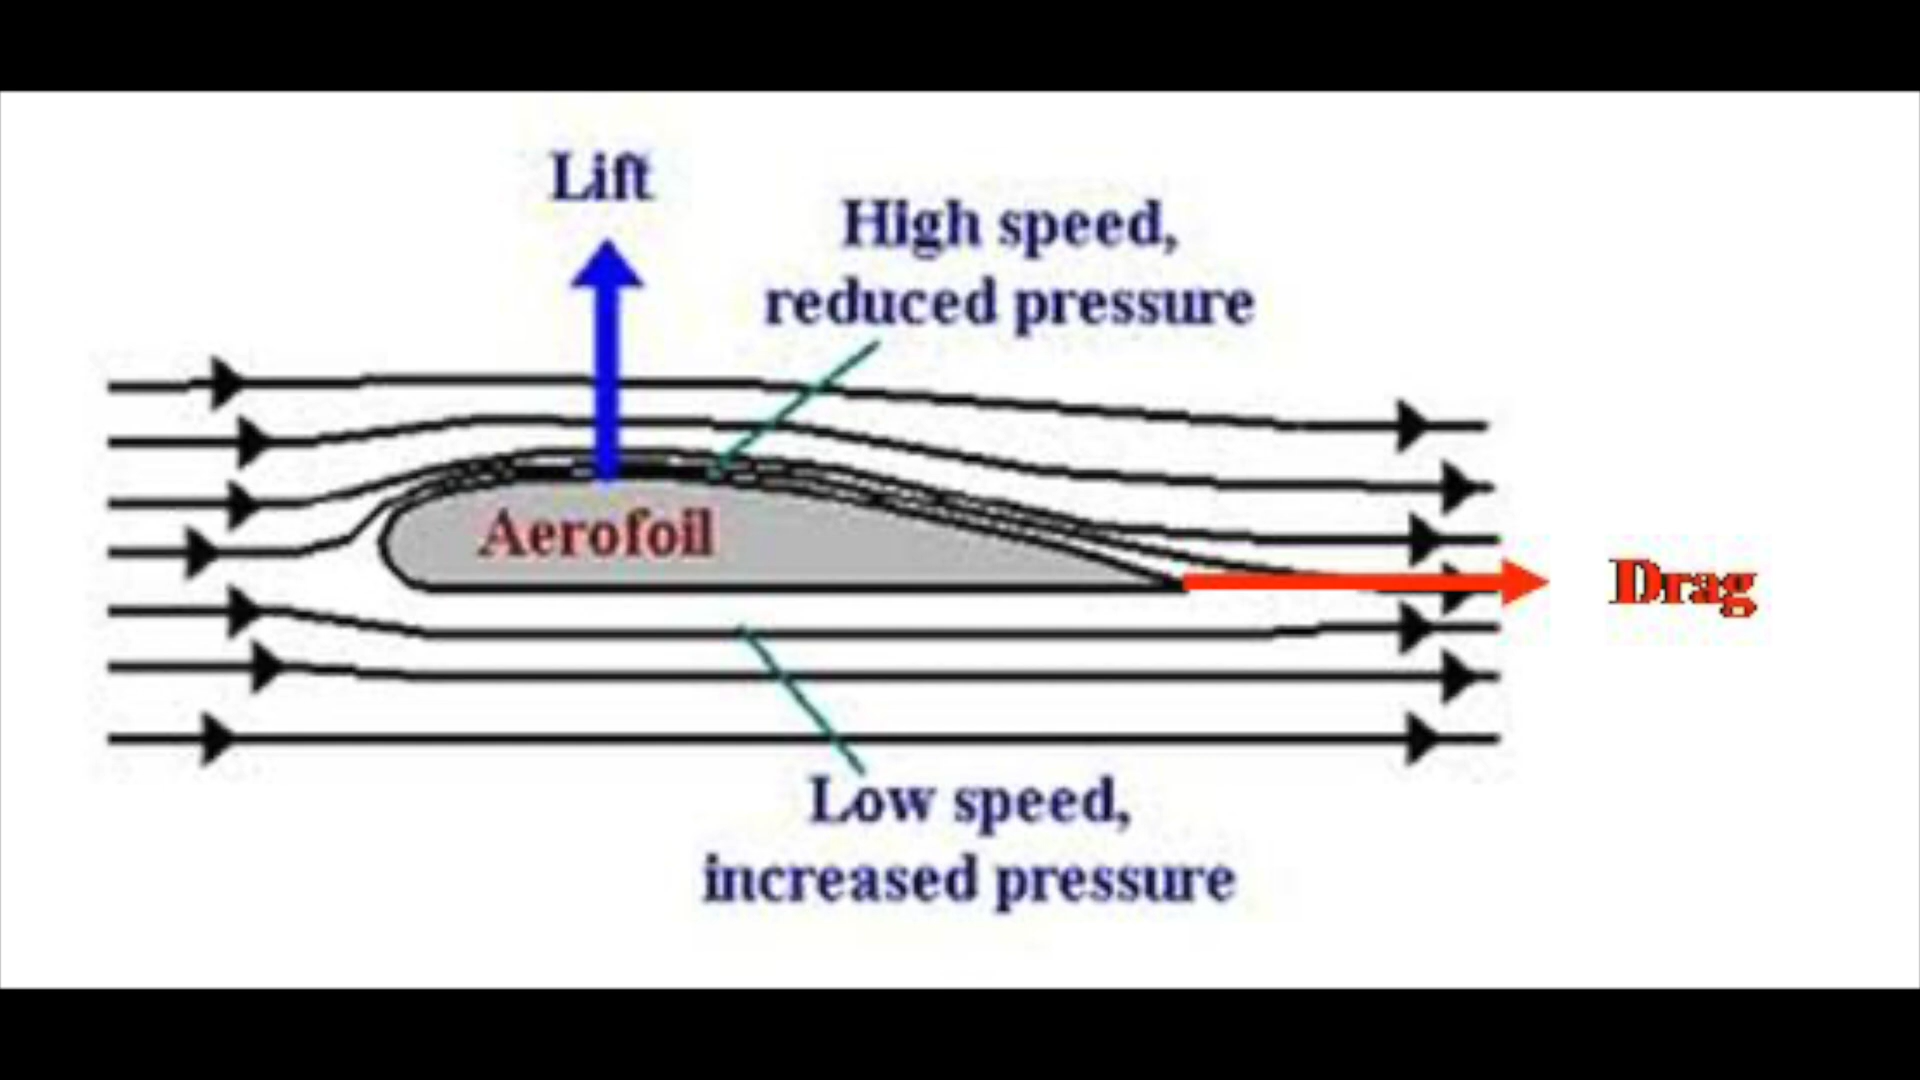 Lift
High speed,
reduced pressure
Aerofoil
Drag
Low speed,
increased pressure